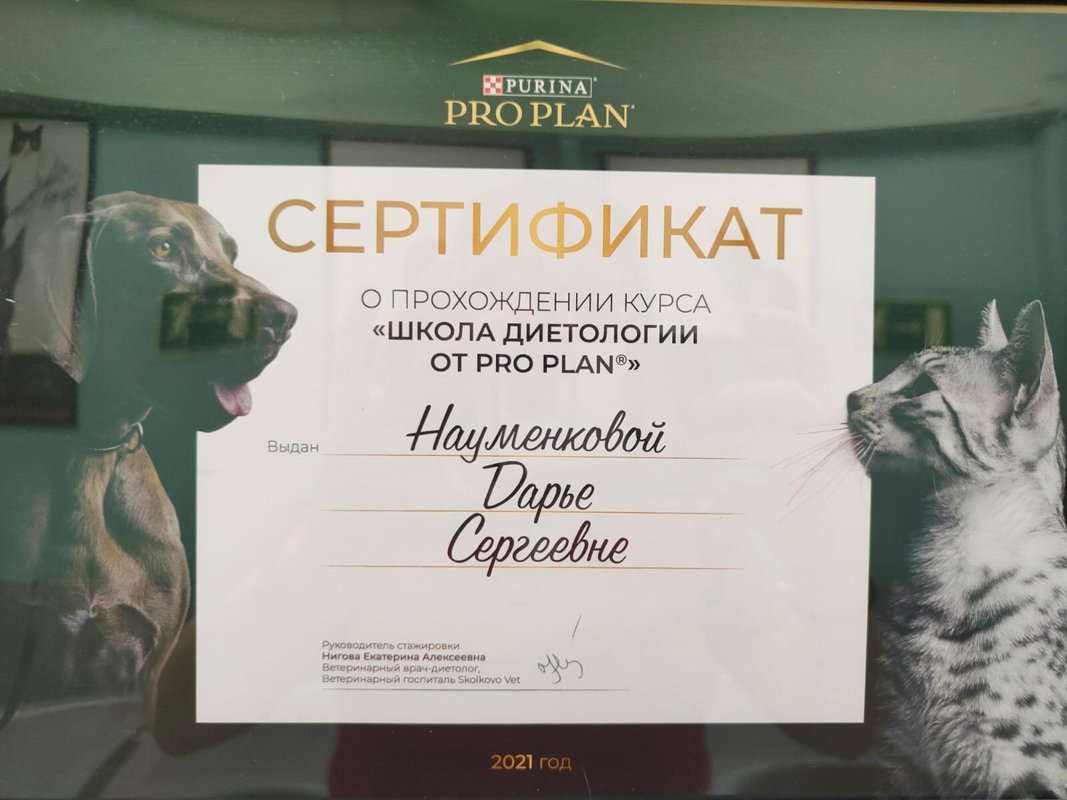 PURINA
PRO PLAN
СЕРТИФИКАТ
О ПРОХОЖДЕНИИ КУРСА
«ШКОЛА ДИЕТОЛОГИИ
ОТ PRO PLAN®»
Выдан Науменковой
Дарье
Сергеевне
Руководитель стажировки
Нигова Екатерина Алексеевна
Ветеринарный врач-диетолог,
Ветеринарный госпиталь Skolkovo Vet
2021 год